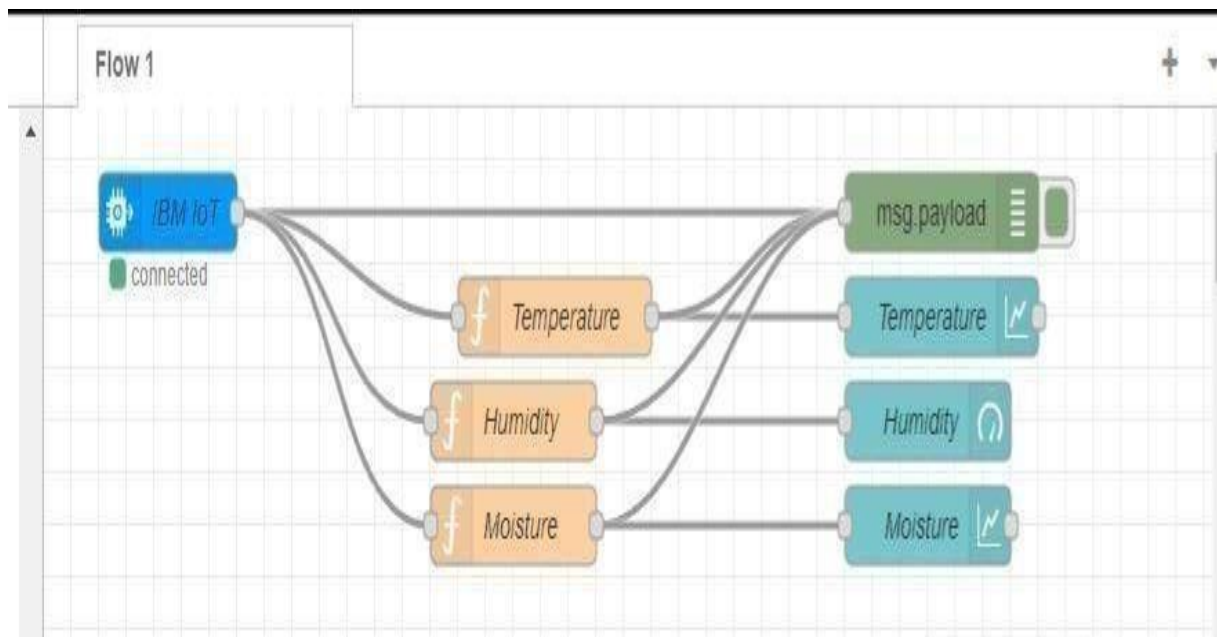 Flow 1
IBM IoT
msg.payload
connected
Temperature
Temperature
Humidity
Humidity
Moisture
Moisture